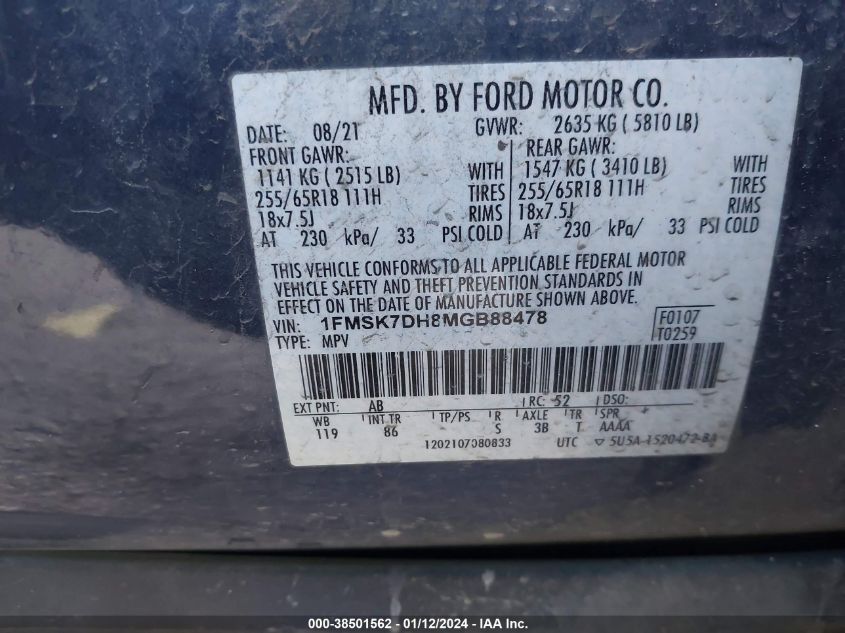 MFD. BY FORD MOTOR CO.
DATE: 08/21 GVWR: 2635 KG ( 5810 LB)
FRONT GAWR: REAR GAWR:
1141 KG ( 2515 LB) WITH 1547 KG ( 3410 LB) WITH
255/65R18 111H TIRES 255/65R18 111H TIRES
18x7.5J RIMS 18x7.5J RIMS
AT 230 kPa/ 33 PSI COLD AT 230 kPa/ 33 PSI COLD
THIS VEHICLE CONFORMS TO ALL APPLICABLE FEDERAL MOTOR
VEHICLE SAFETY AND THEFT PREVENTION STANDARDS IN
EFFECT ON THE DATE OF MANUFACTURE SHOWN ABOVE.
VIN: 1FMSK7DH8MGB88478 F0107
TYPE: MPV T0259
EXT PNT: AB RC: 52 DSO:
WB INT TR TP/PS R AXLE TR SPR
119 86 S 3B T AAAA
1202107080833 UTC ▽ 5U5A-1520472-BA
000-38501562 - 01/12/2024 - IAA Inc.